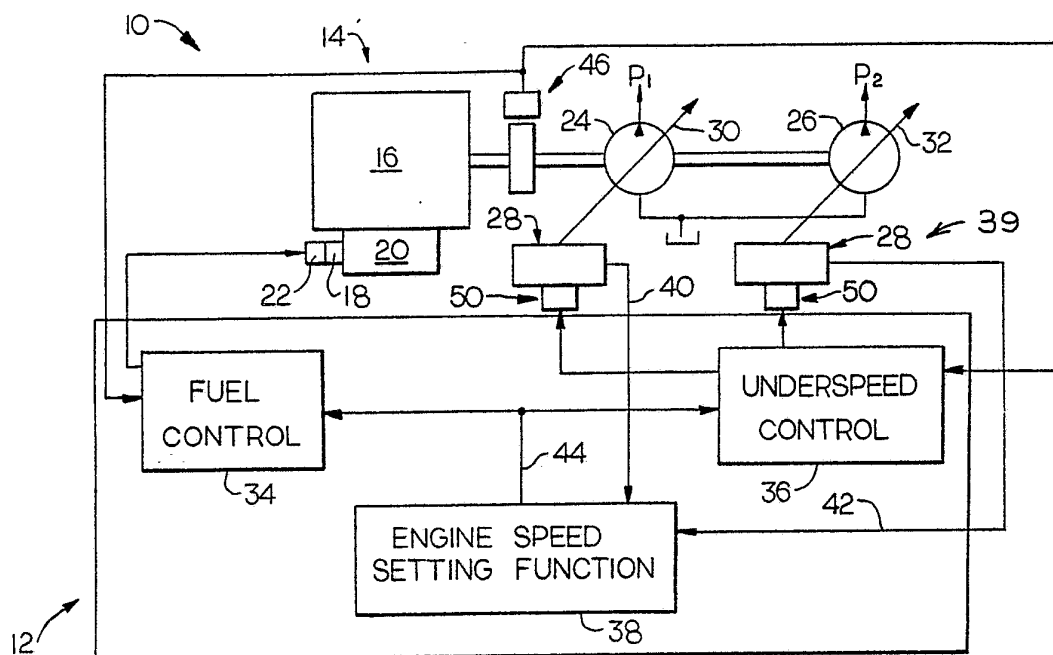 10
14
46
P1
P2
24
30
26
32
16
28
28
39
20
22
18
50
40
50
FUEL
CONTROL
UNDERSPEED
CONTROL
34
44
36
42
ENGINE SPEED
SETTING FUNCTION
12
38